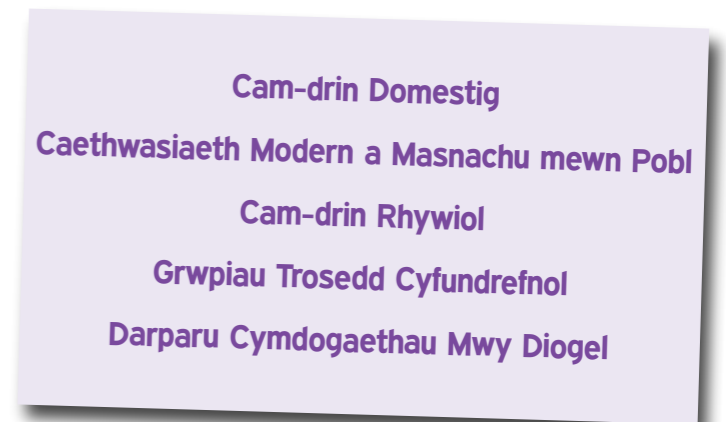 Cam-drin Domestig
Caethwasiaeth Modern a Masnachu mewn Pobl
Cam-drin Rhywiol
Grwpiau Trosedd Cyfundrefnol
Darparu Cymdogaethau Mwy Diogel